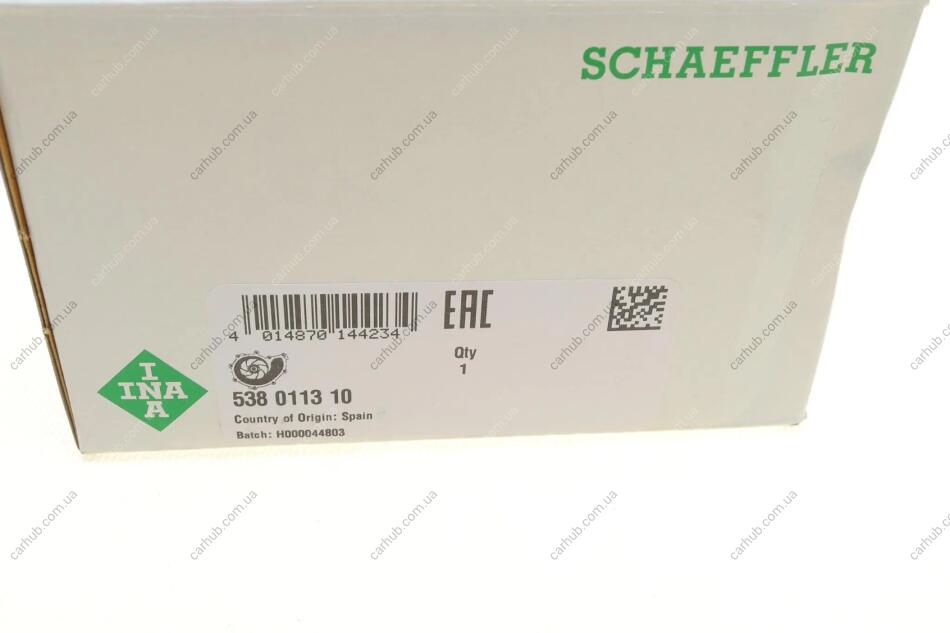 SCHAEFFLER
4 014870 144234
EAC
Qty
1
538 0113 10
Country of Origin: Spain
Batch: H000044803
INA
INA
carhub.com.ua